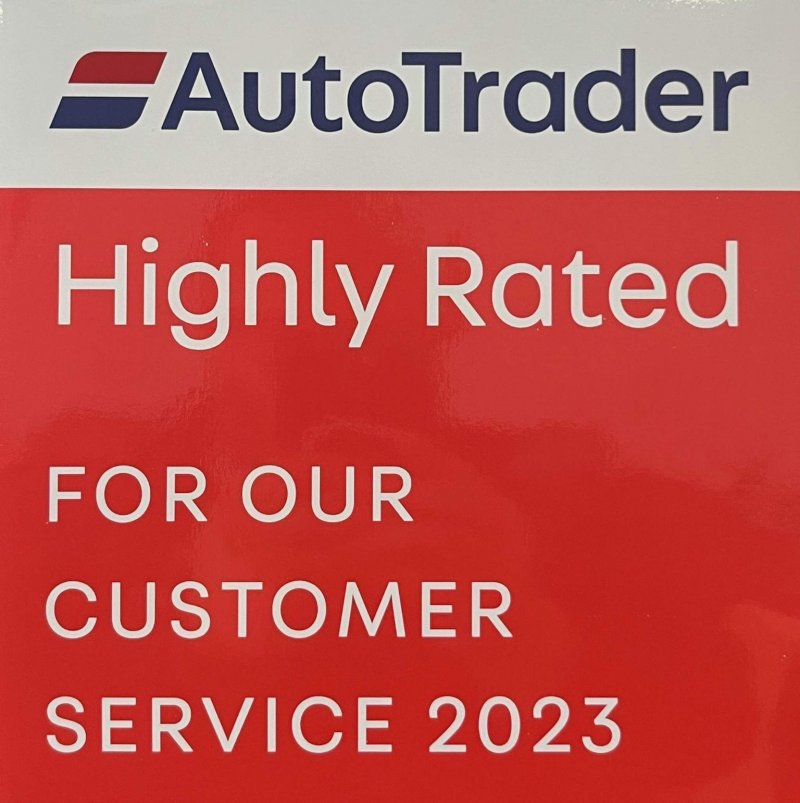 AutoTrader
Highly Rated
FOR OUR
CUSTOMER
SERVICE 2023